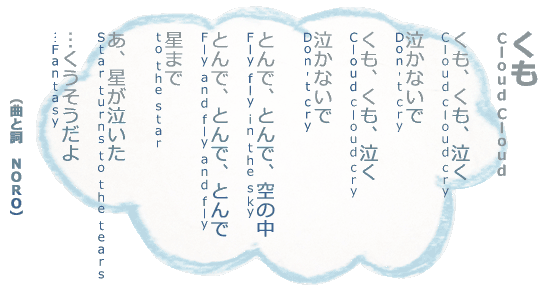 くも
Cloud Cloud
くも、くも、泣く
Cloud cloud cry
泣かないで
Don't cry
くも、くも、泣く
Cloud cloud cry
泣かないで
Don't cry
とんで、とんで、空の中
Fly fly in the sky
とんで、とんで、とんで
Fly and fly and fly
星まで
to the star
あ、星が泣いた
Star turns to the tears
…くうそうだよ
…Fantasy
（曲と詞　NORO）